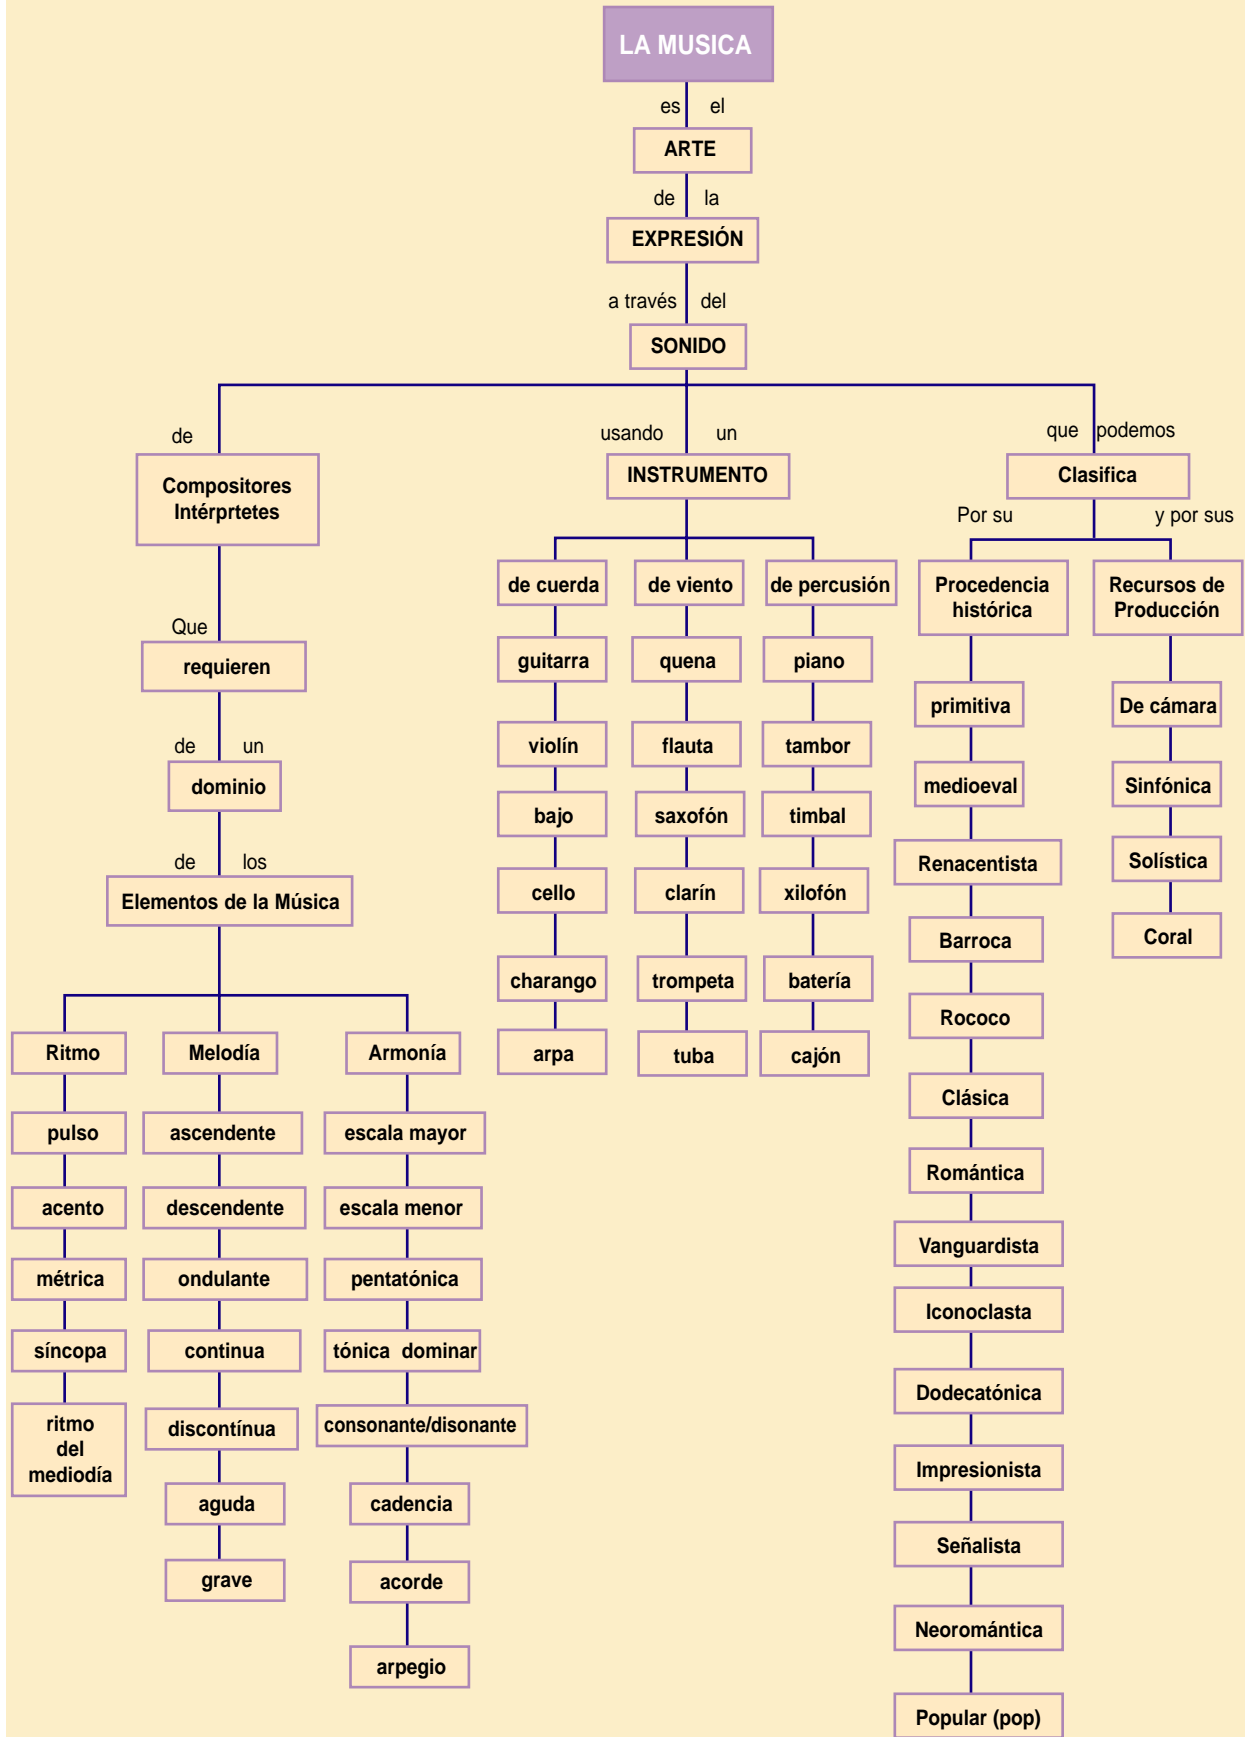 LA MUSICA
es el
ARTE
de la
EXPRESIÓN
a través del
SONIDO
de
Compositores
Intérprtetes
Que
requieren
de un
dominio
de los
Elementos de la Música
Ritmo
pulso
acento
métrica
síncopa
ritmo
del
mediodía
Melodía
ascendente
descendente
ondulante
continua
discontínua
aguda
grave
Armonía
escala mayor
escala menor
pentatónica
tónica dominar
consonante/disonante
cadencia
acorde
arpegio
usando un
INSTRUMENTO
de cuerda
guitarra
violín
bajo
cello
charango
arpa
de viento
quena
flauta
saxofón
clarín
trompeta
tuba
de percusión
piano
tambor
timbal
xilofón
batería
cajón
que podemos
Clasifica
Por su
Procedencia
histórica
primitiva
medioeval
Renacentista
Barroca
Rococo
Clásica
Romántica
Vanguardista
Iconoclasta
Dodecatónica
Impresionista
Señalista
Neoromántica
Popular (pop)
y por sus
Recursos de
Producción
De cámara
Sinfónica
Solística
Coral